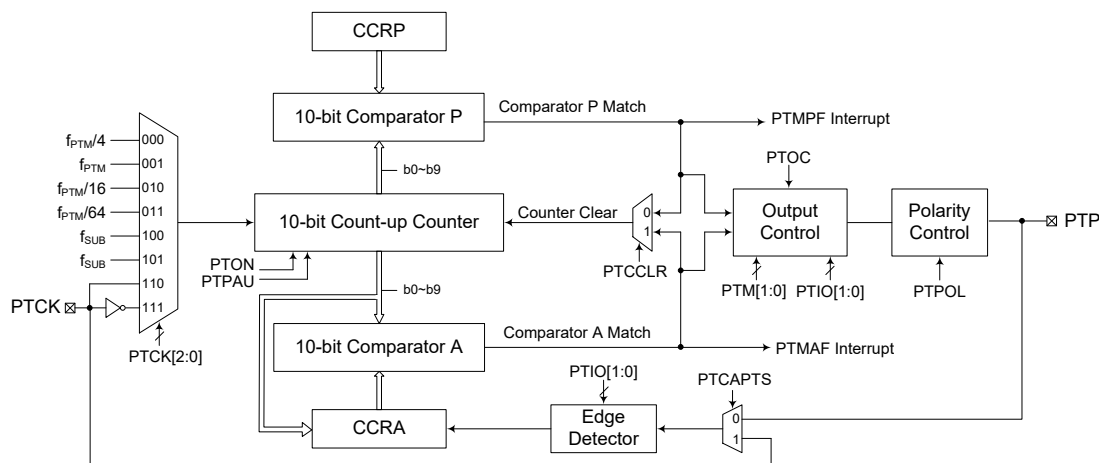 CCRP
10-bit Comparator P
Comparator P Match
PTMPF Interrupt
b0~b9
fPTM/4
000
fPTM
001
fPTM/16
010
fPTM/64
011
fSUB
100
fSUB
101
110
111
PTCK
PTCK[2:0]
10-bit Count-up Counter
PTON
PTPAU
Counter Clear
0
1
PTCCLR
PTOC
Output
Control
PTM[1:0]
PTIO[1:0]
Polarity
Control
PTPOL
PTP
b0~b9
10-bit Comparator A
Comparator A Match
PTMAF Interrupt
CCRA
PTIO[1:0]
Edge
Detector
PTCAPTS
0
1